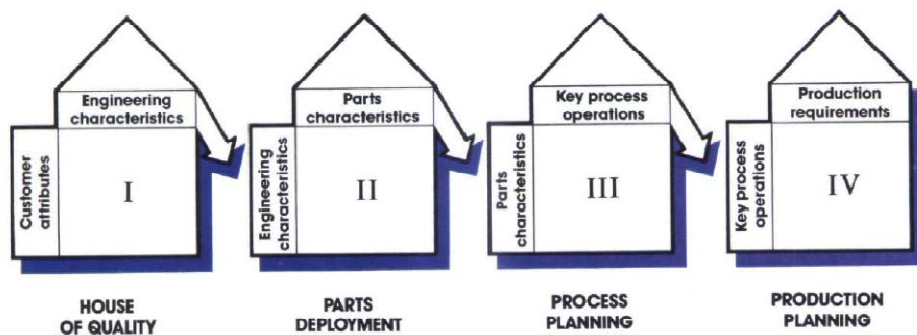 Engineering
characteristics
Customer
attributes
I
HOUSE
OF QUALITY
Parts
characteristics
Engineering
characteristics
II
PARTS
DEPLOYMENT
Key process
operations
Parts
characteristics
III
PROCESS
PLANNING
Production
requirements
Key process
operations
IV
PRODUCTION
PLANNING